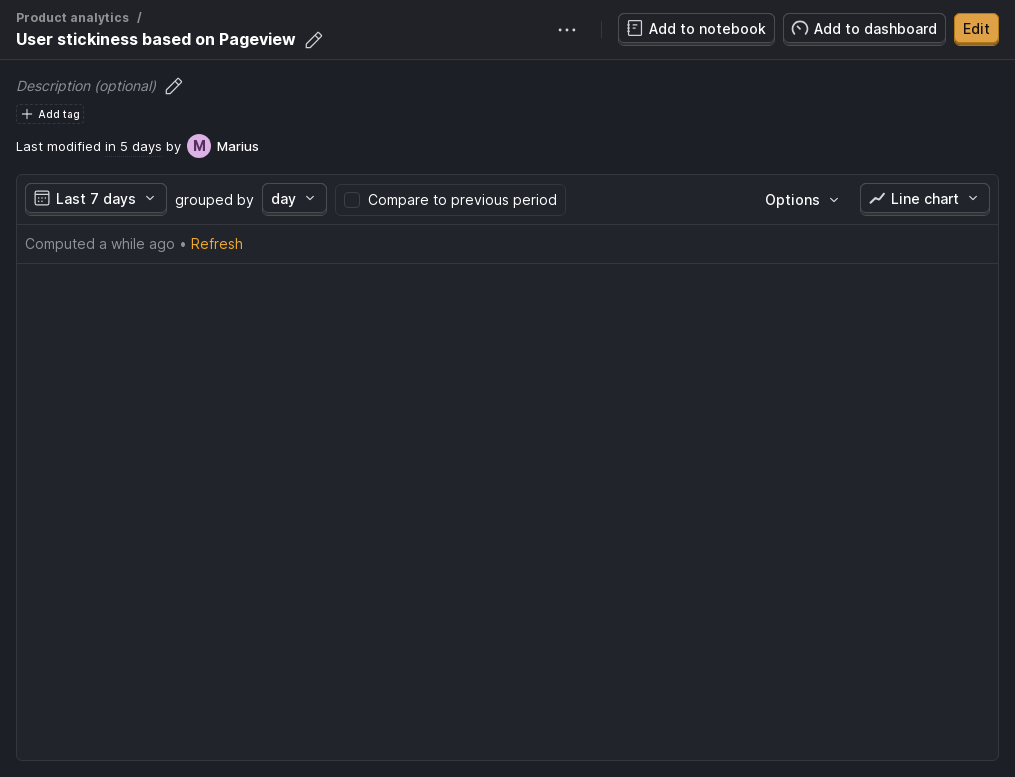 Product analytics /
User stickiness based on Pageview
Add to notebook
Add to dashboard
Edit
Description (optional)
Add tag
Last modified in 5 days by M Marius
Last 7 days grouped by day Compare to previous period Options Line chart
Computed a while ago • Refresh